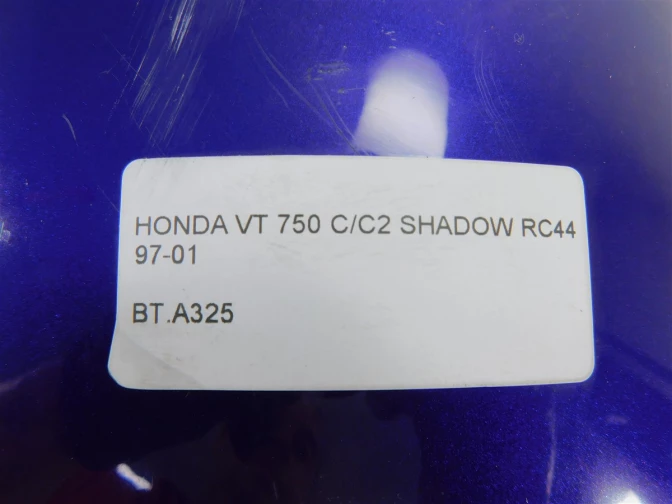 HONDA VT 750 C/C2 SHADOW RC44
97-01
BT.A325